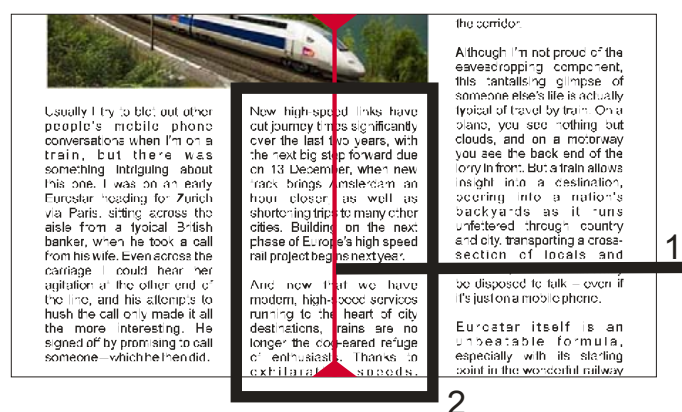 Usually I try to blot out other
people's mobile phone
conversations when I'm on a
train, but there was
something intriguing about
this one. I was on an early
Eurostar heading for Zurich
via Paris, sitting across the
aisle from a typical British
banker, when he took a call
from his wife. Even across the
carriage I could hear her
agitation at the other end of
the line, and his attempts to
hush the call only made it all
the more interesting. He
signed off by promising to call
someone – which he then did.
New high-speed links have
cut journey times significantly
over the last two years, with
the next big step forward due
on 13 December, when new
track brings Amsterdam an
hour closer as well as
shortening trips to many other
cities. Building on the next
phase of Europe's high speed
rail project begins next year.
And now that we have
modern, high-speed services
running to the heart of city
destinations, trains are no
longer the dog-eared refuge
of enthusiasts. Thanks to
speeds,
the corridor.
Although I'm not proud of the
eavesdropping component,
this tantalising glimpse of
someone else's life is actually
typical of travel by train. On a
plane, you see nothing but
clouds, and on a motorway
you see the back end of the
lorry in front. But a train allows
insight into a destination,
peering into a nation's
backyards as it runs
unfettered through country
and city, transporting a cross-
section of locals and
be disposed to talk – even if
it's just on a mobile phone.
Eurostar itself is an
unbeatable formula,
especially with its starling
point in the wonderful railway
1
2